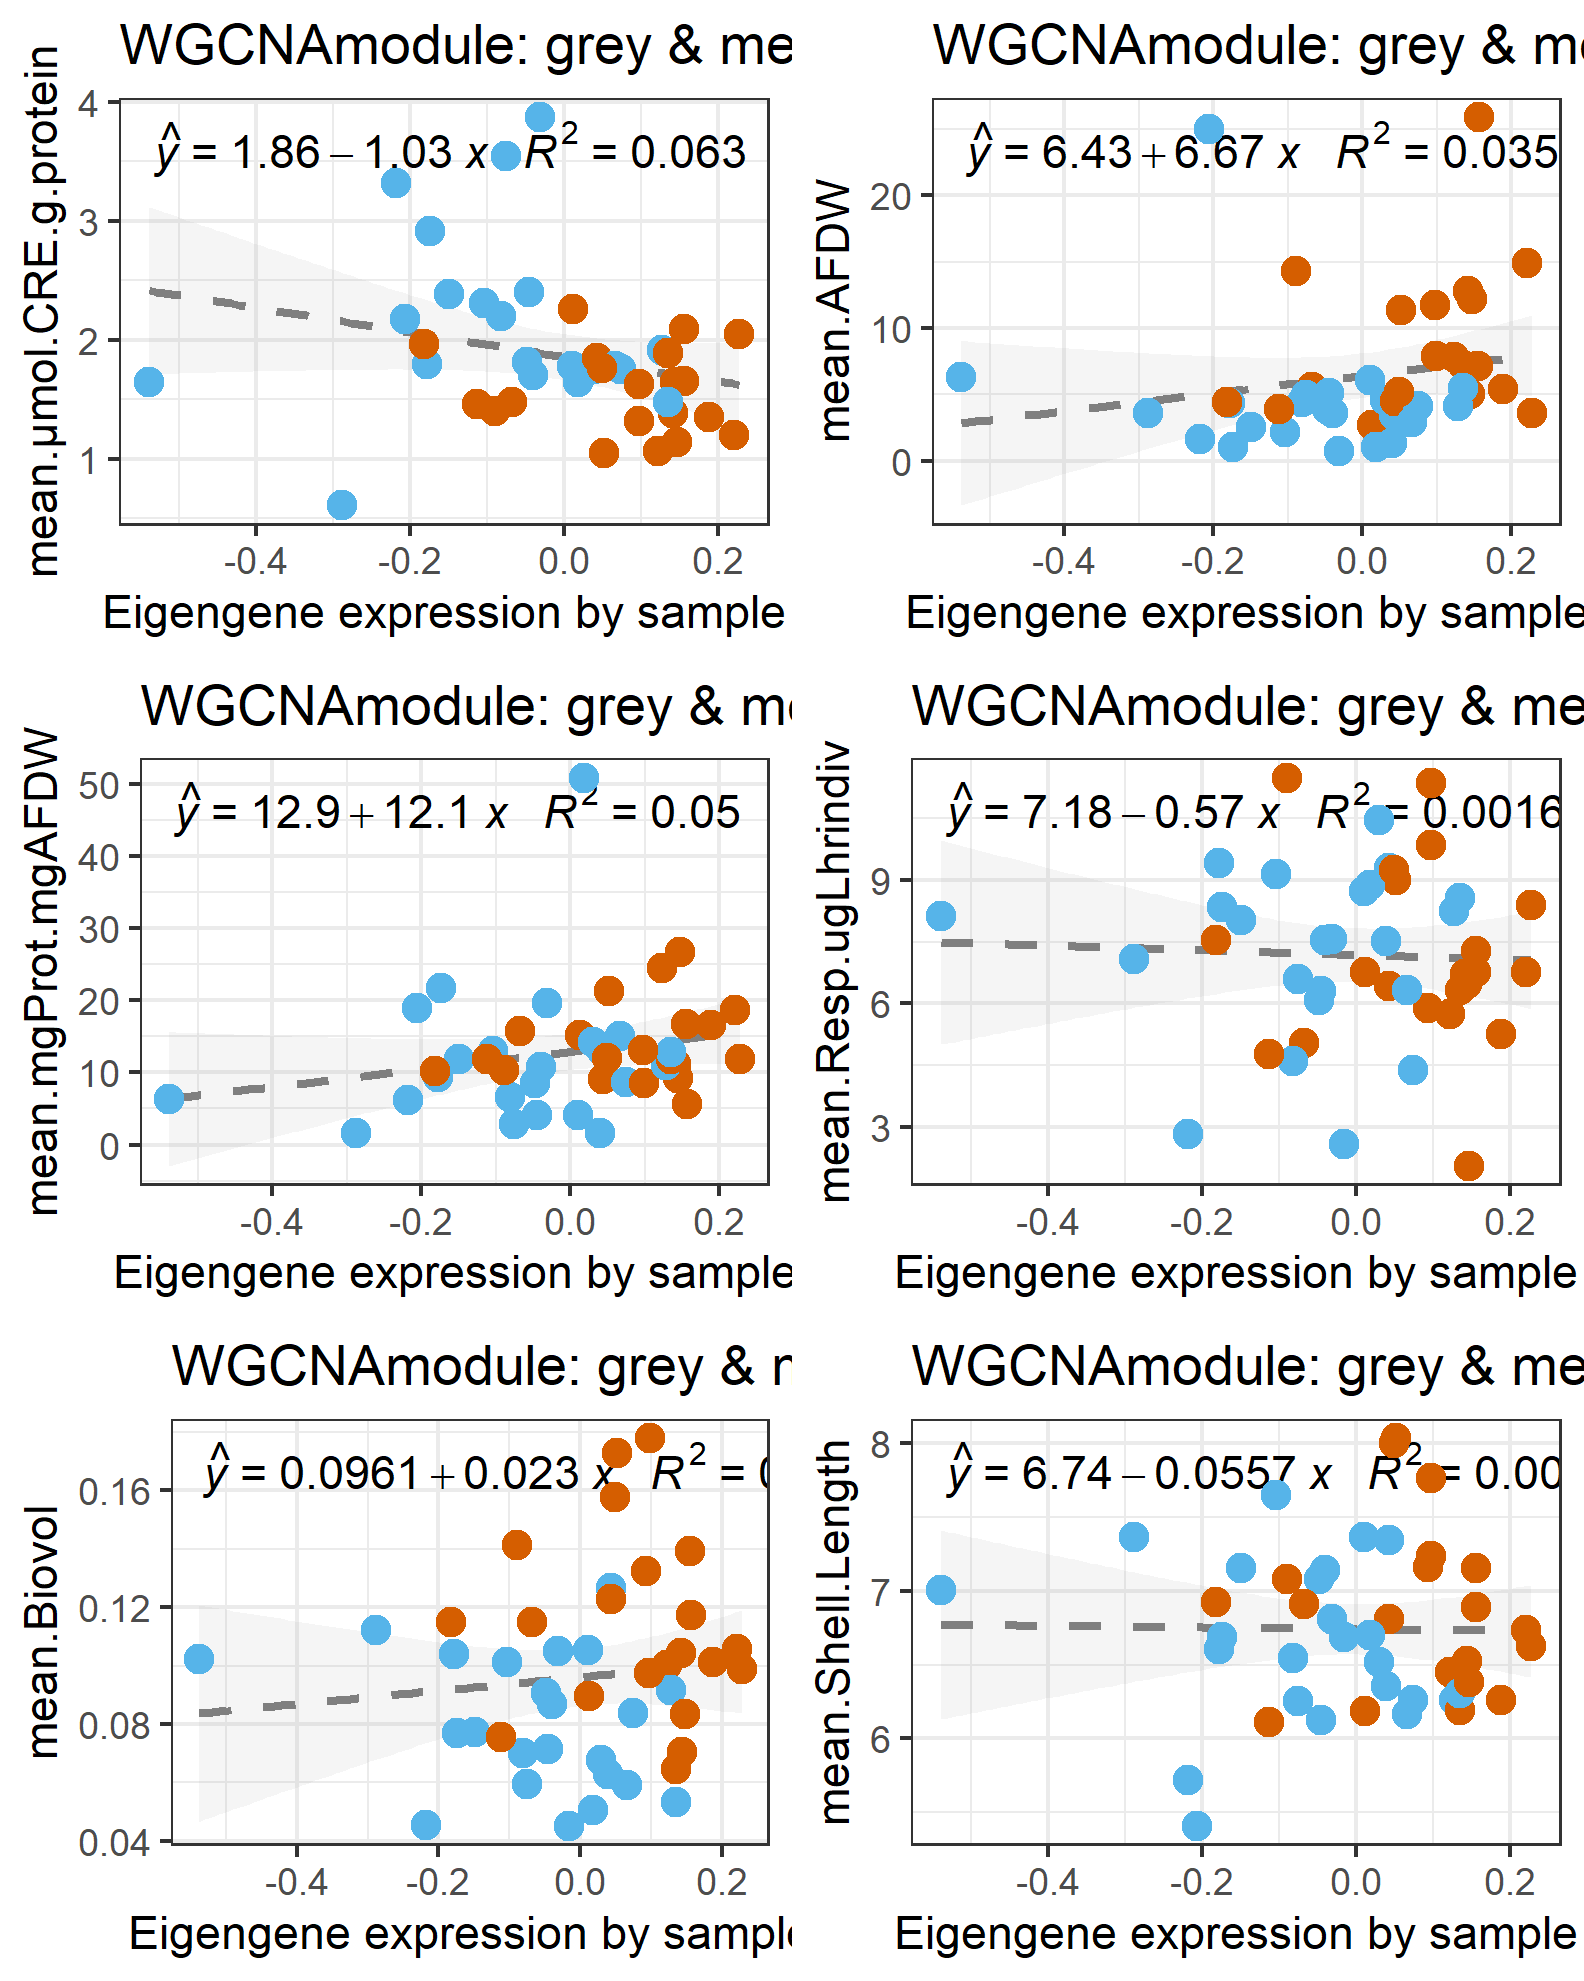 WGCNAmodule: grey & me
mean.µmol.CRE.g.protein
ŷ = 1.86 − 1.03 x R² = 0.063
4
3
2
1
-0.4 -0.2 0.0 0.2
Eigengene expression by sample
WGCNAmodule: grey & me
mean.AFDW
ŷ = 6.43 + 6.67 x R² = 0.035
20
10
0
-0.4 -0.2 0.0 0.2
Eigengene expression by sample
WGCNAmodule: grey & me
mean.mgProt.mgAFDW
ŷ = 12.9 + 12.1 x R² = 0.05
50
40
30
20
10
0
-0.4 -0.2 0.0 0.2
Eigengene expression by sample
WGCNAmodule: grey & me
mean.Resp.ugLhrindiv
ŷ = 7.18 − 0.57 x R² = 0.0016
9
6
3
-0.4 -0.2 0.0 0.2
Eigengene expression by sample
WGCNAmodule: grey & m
mean.Biovol
ŷ = 0.0961 + 0.023 x R² = 0
0.16
0.12
0.08
0.04
-0.4 -0.2 0.0 0.2
Eigengene expression by sample
WGCNAmodule: grey & me
mean.Shell.Length
ŷ = 6.74 − 0.0557 x R² = 0.00
8
7
6
-0.4 -0.2 0.0 0.2
Eigengene expression by sample